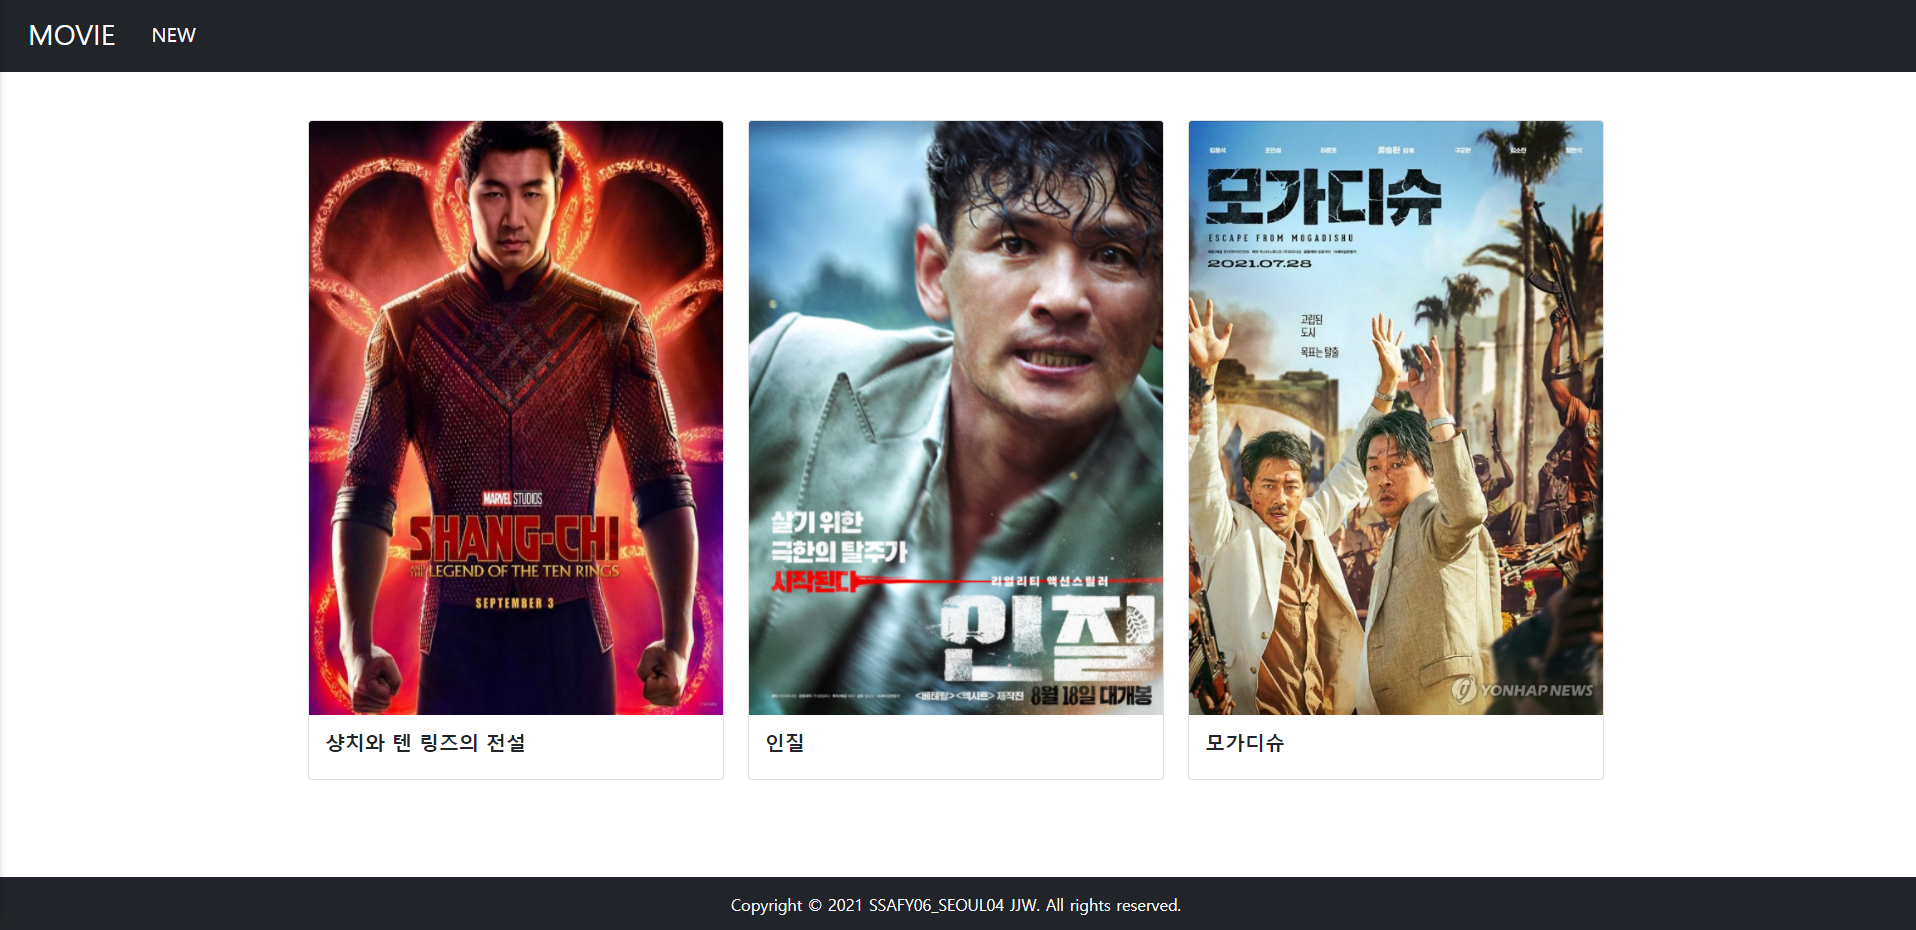 MOVIE NEW
MARVEL STUDIOS
SHANG-CHI
AND THE LEGEND OF THE TEN RINGS
SEPTEMBER 3
샹치와 텐 링즈의 전설
살기 위한
극한의 탈주가
시작된다
리얼리티 액션스릴러
인질
<베테랑><엑시트> 제작진 8월 18일 대개봉
인질
모가디슈
ESCAPE FROM MOGADISHU
2021.07.28
고립된
도시
목표는 탈출
YONHAP NEWS
모가디슈
Copyright © 2021 SSAFY06_SEOUL04 JJW. All rights reserved.